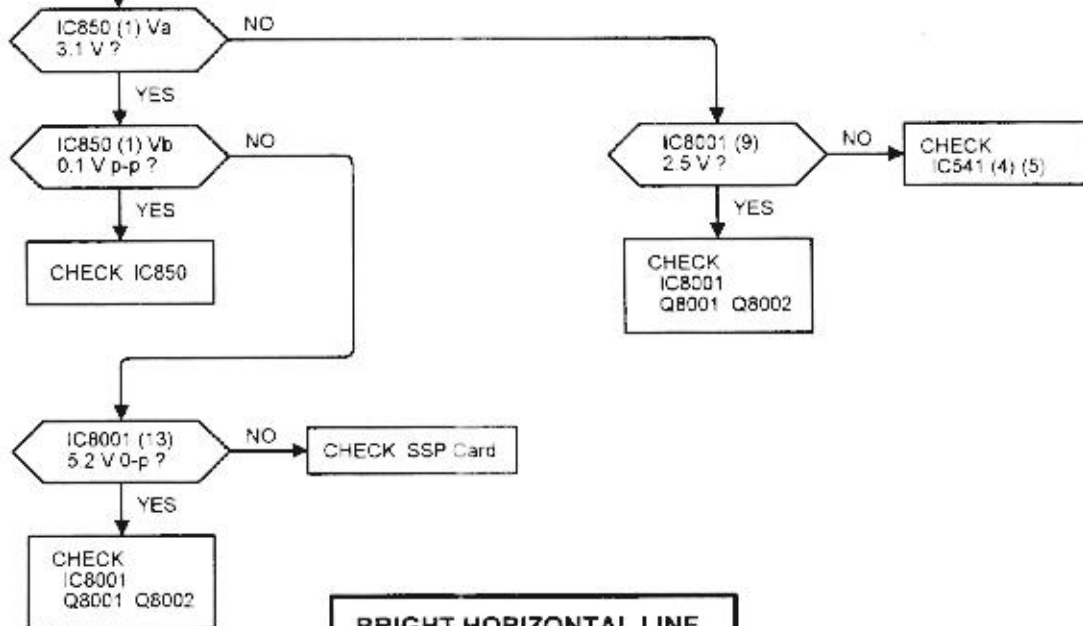 IC850 (1) Va
3.1 V ?
NO
YES
IC850 (1) Vb
0.1 V p-p ?
NO
IC8001 (9)
2.5 V ?
NO
CHECK
IC541 (4) (5)
YES
YES
CHECK IC850
CHECK
IC8001
Q8001 Q8002
IC8001 (13)
5.2 V 0-p ?
NO
CHECK SSP Card
YES
CHECK
IC8001
Q8001 Q8002
BRIGHT HORIZONTAL LINE